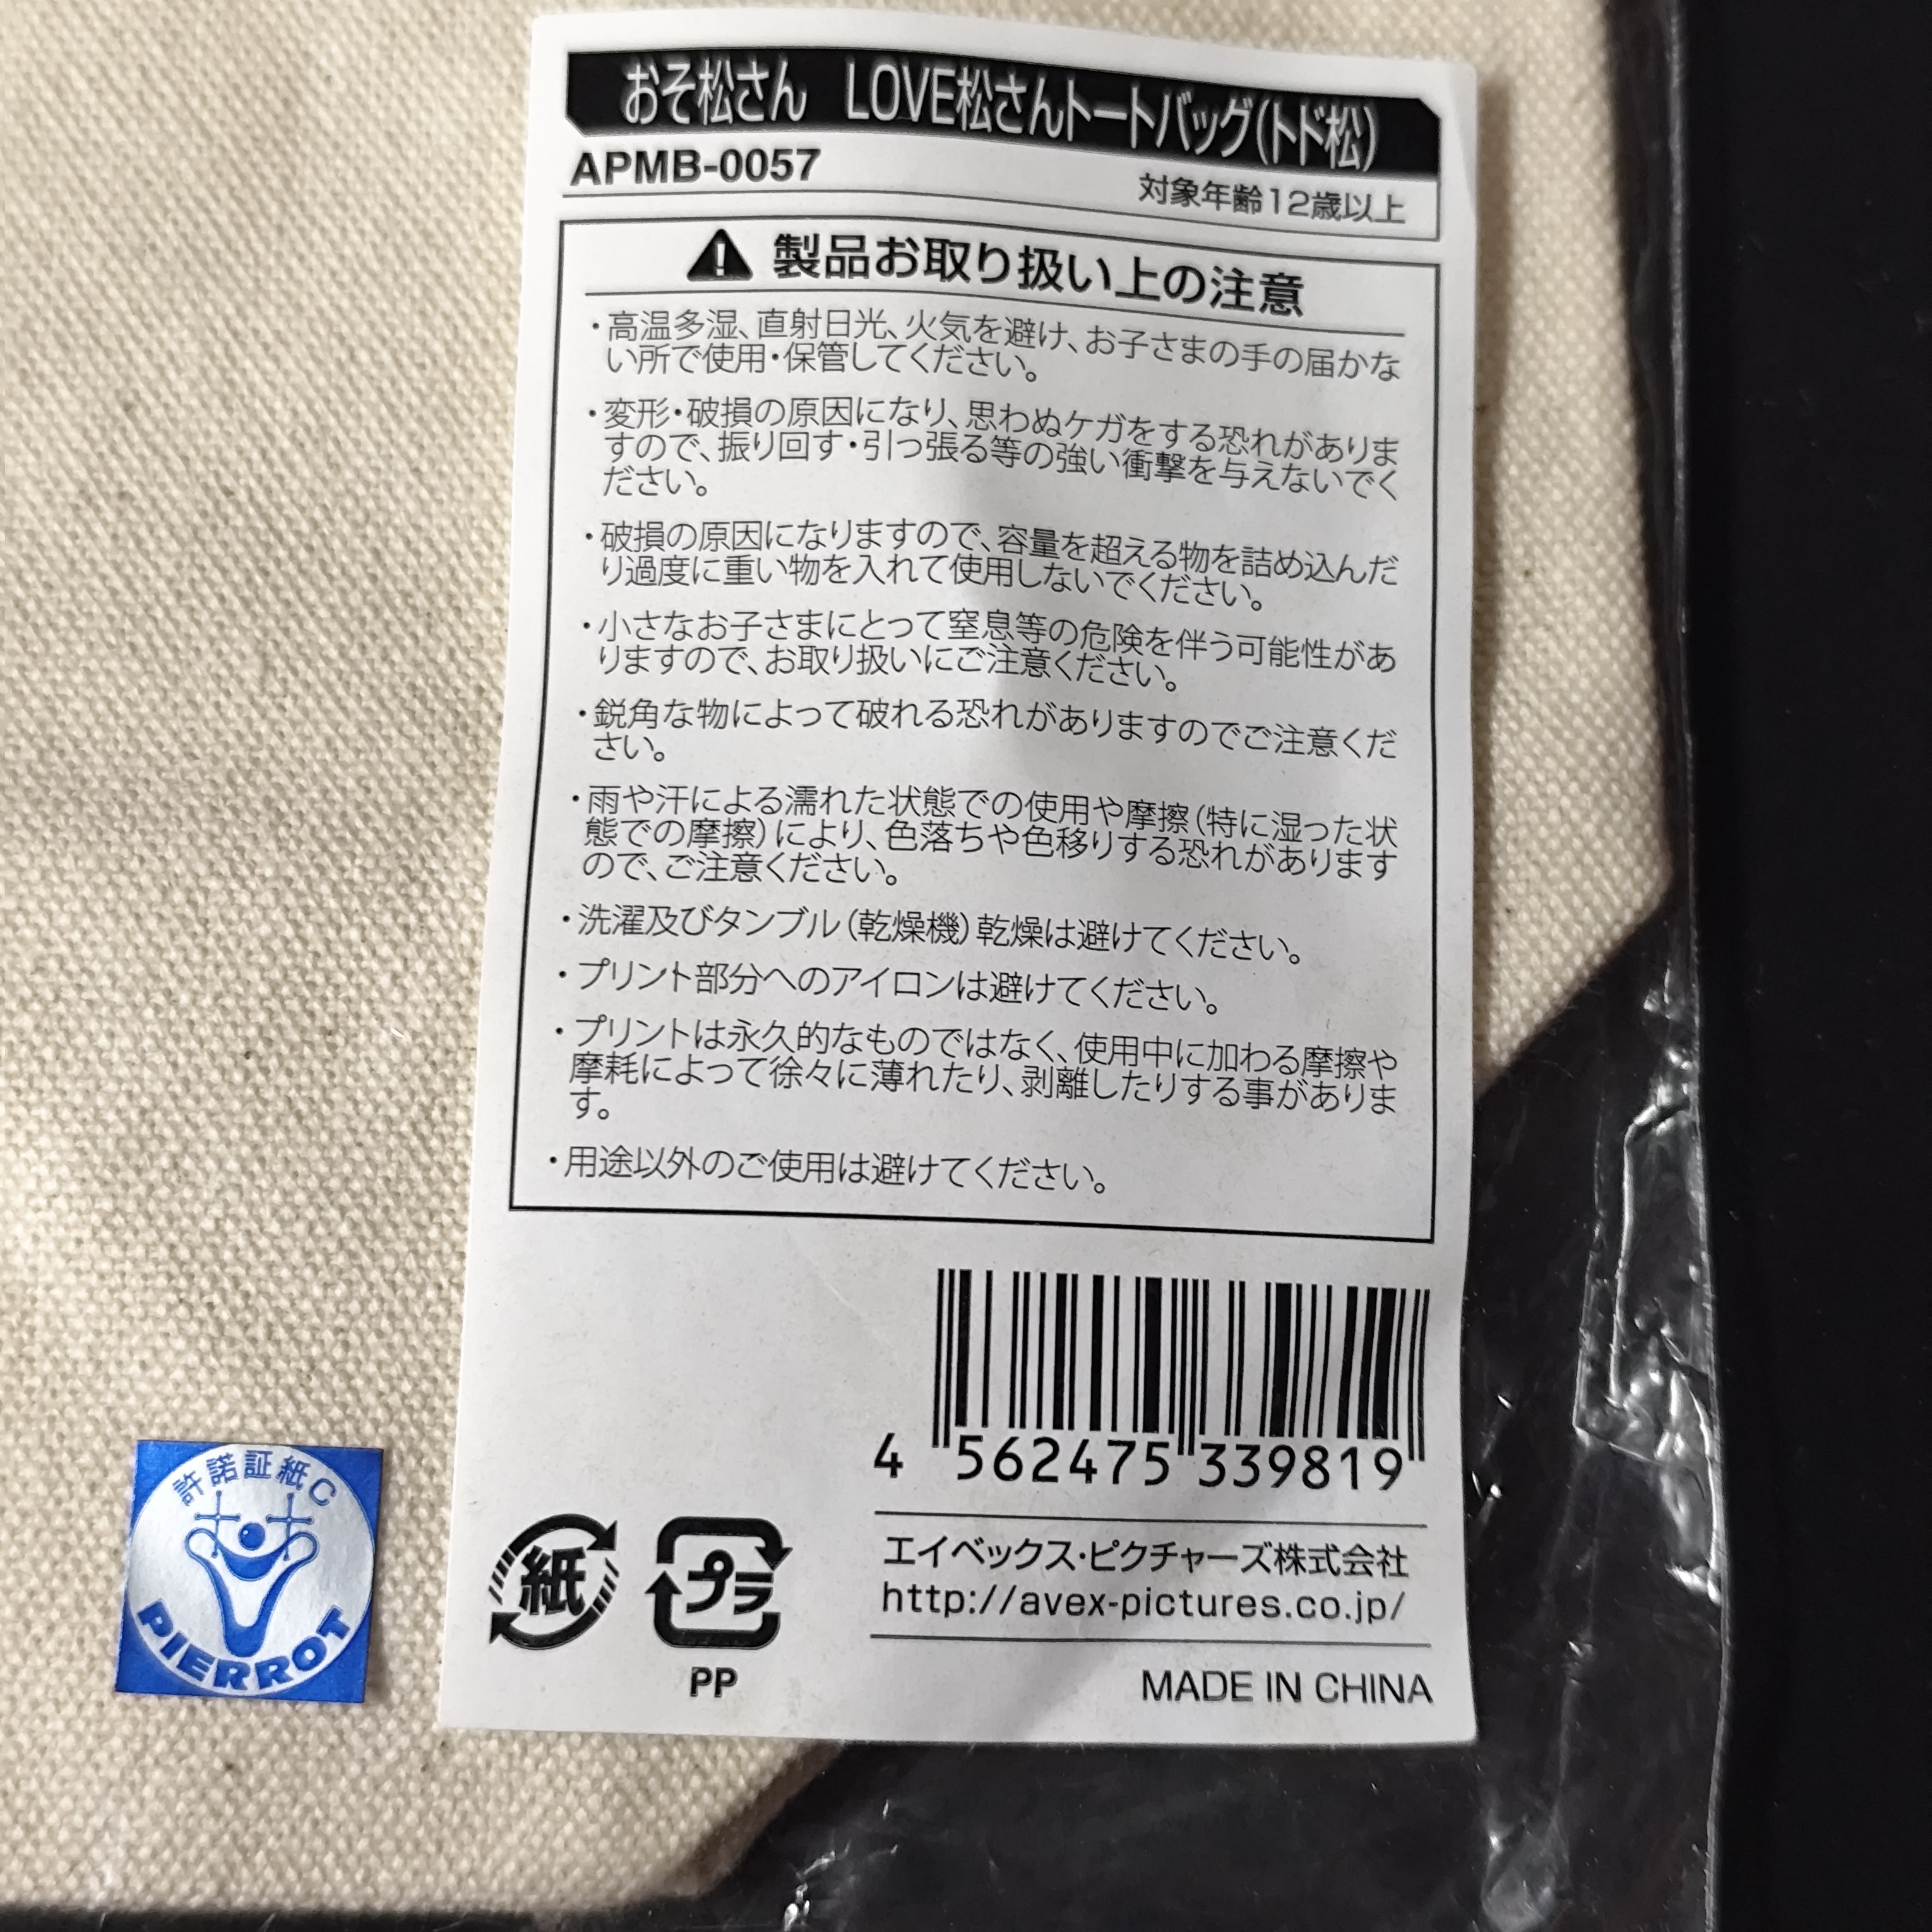 おそ松さん LOVE松さんトートバッグ(トド松)
APMB-0057
対象年齢12歳以上
製品お取り扱い上の注意
・高温多湿、直射日光、火気を避け、お子さまの手の届かな
い所で使用・保管してください。
・変形・破損の原因になり、思わぬケガをする恐れがありま
すので、振り回す・引っ張る等の強い衝撃を与えないでく
ださい。
・破損の原因になりますので、容量を超える物を詰め込んだ
り過度に重い物を入れて使用しないでください。
・小さなお子さまにとって窒息等の危険を伴う可能性があ
りますので、お取り扱いにご注意ください。
・鋭角な物によって破れる恐れがありますのでご注意くだ
さい。
・雨や汗による濡れた状態での使用や摩擦(特に湿った状
態での摩擦)により、色落ちや色移りする恐れがあります
ので、ご注意ください。
・洗濯及びタンブル(乾燥機)乾燥は避けてください。
・プリント部分へのアイロンは避けてください。
・プリントは永久的なものではなく、使用中に加わる摩擦や
摩耗によって徐々に薄れたり、剥離したりする事がありま
す。
・用途以外のご使用は避けてください。
4 562475 339819
許諾証紙C
PIERROT
紙
プラ
PP
エイベックス・ピクチャーズ株式会社
http://avex-pictures.co.jp/
MADE IN CHINA